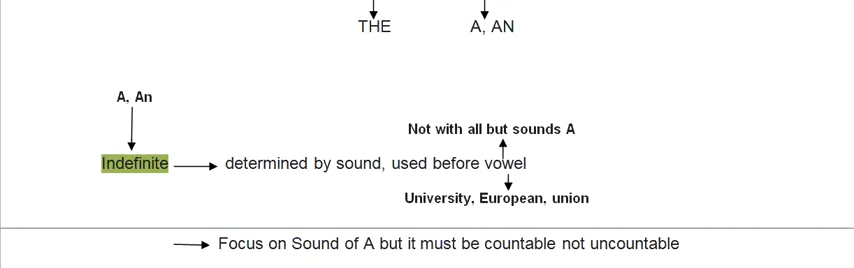 THE A, AN
A, An
Not with all but sounds A
Indefinite determined by sound, used before vowel
University, European, union
Focus on Sound of A but it must be countable not uncountable